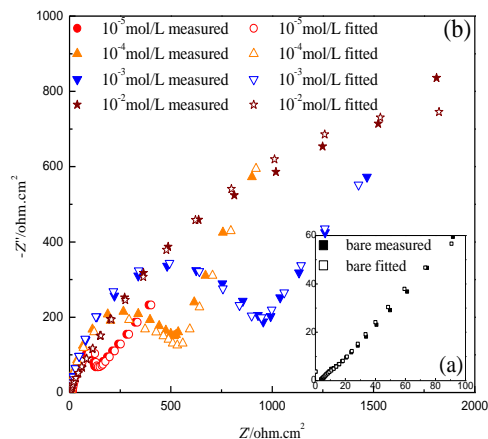 (b)
10⁻⁵mol/L measured 10⁻⁵mol/L fitted
10⁻⁴mol/L measured 10⁻⁴mol/L fitted
10⁻³mol/L measured 10⁻³mol/L fitted
10⁻²mol/L measured 10⁻²mol/L fitted
1000
800
600
400
200
0
-Z''/ohm.cm²
60
40
20
0
bare measured
bare fitted
(a)
0 20 40 60 80 100
0 500 1000 1500 2000
Z'/ohm.cm²